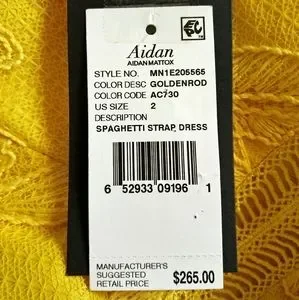 Aidan
AIDAN MATTOX
STYLE NO. MN1E205565
COLOR DESC GOLDENROD
COLOR CODE AC730
US SIZE 2
DESCRIPTION
SPAGHETTI STRAP, DRESS
6 52933 09196 1
MANUFACTURER'S
SUGGESTED
RETAIL PRICE $265.00